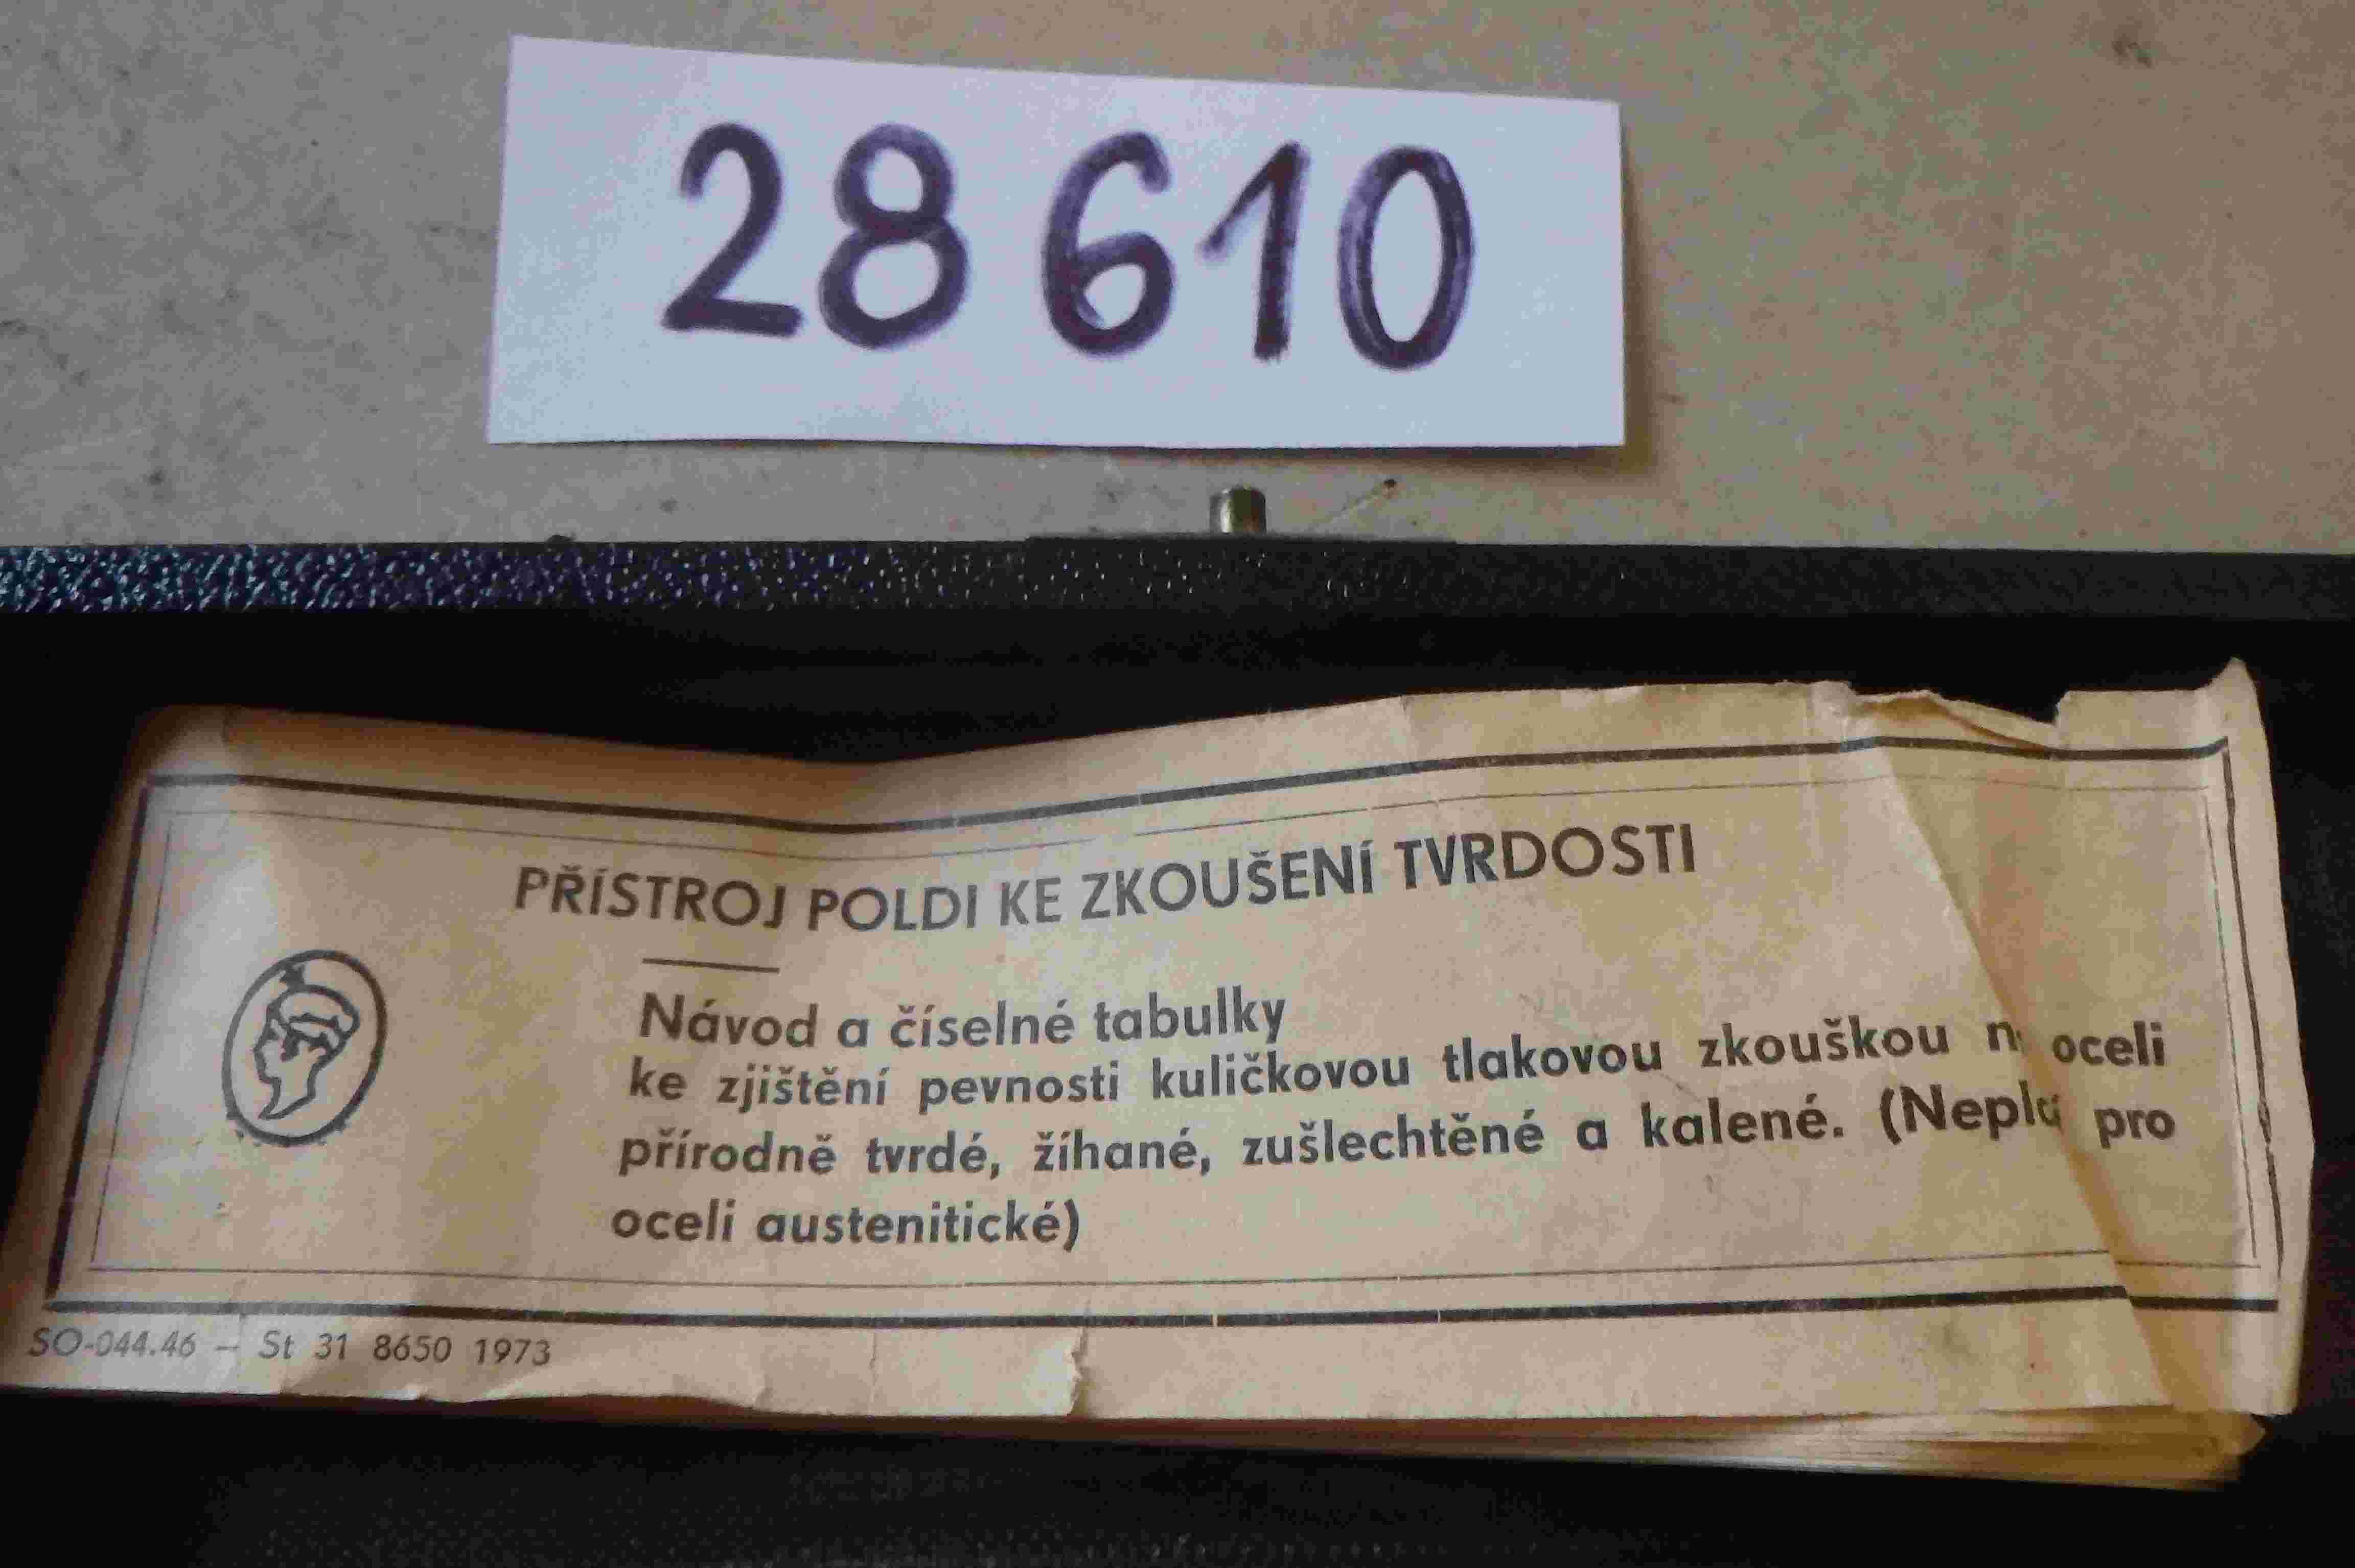 28610
PŘÍSTROJ POLDI KE ZKOUŠENÍ TVRDOSTI
Návod a číselné tabulky
ke zjištění pevnosti kuličkovou tlakovou zkouškou oceli
přírodně tvrdé, žíhané, zušlechtěné a kalené. pro
oceli austenitické)
SO-044.46 – St 31 8650 1973